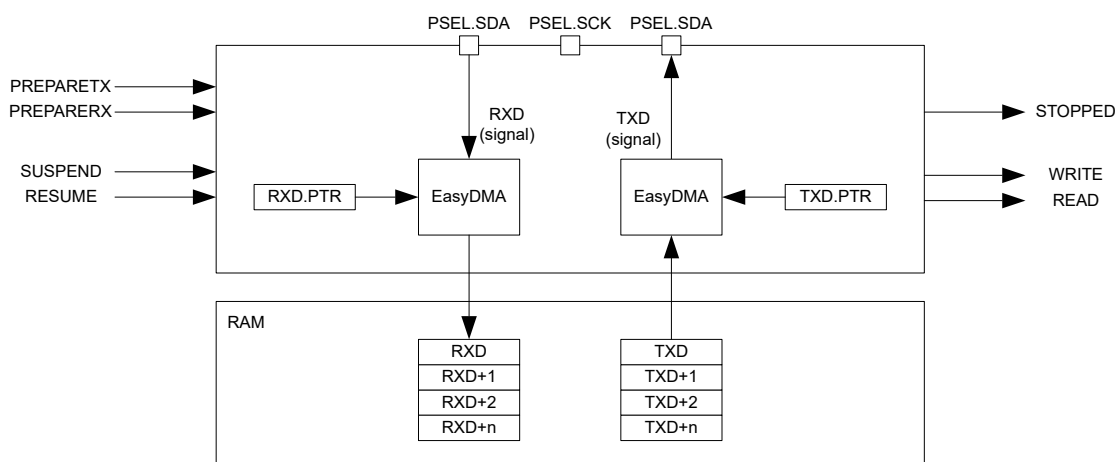 PSEL.SDA PSEL.SCK PSEL.SDA
PREPARETX
PREPARERX
STOPPED
RXD
(signal)
TXD
(signal)
SUSPEND
RESUME
WRITE
READ
RXD.PTR
EasyDMA
EasyDMA
TXD.PTR
RAM
RXD
RXD+1
RXD+2
RXD+n
TXD
TXD+1
TXD+2
TXD+n